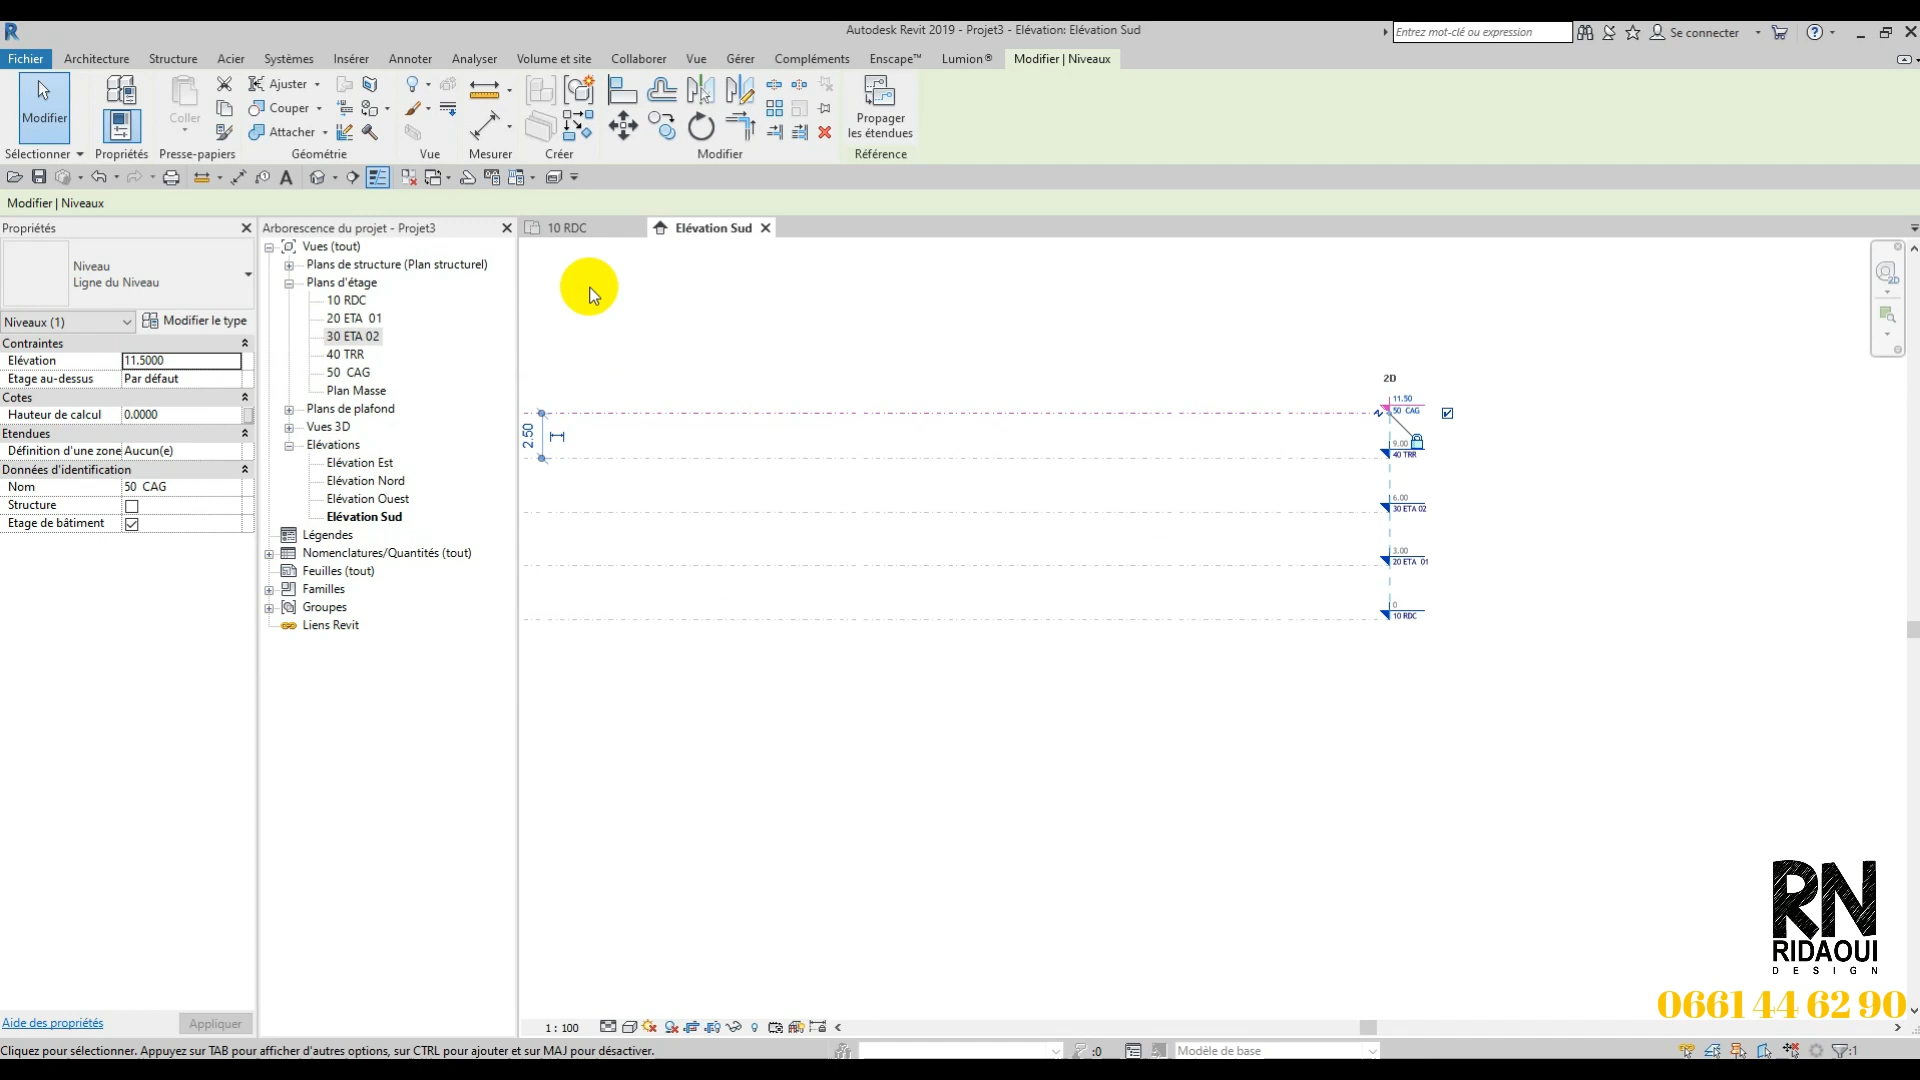 Autodesk Revit 2019 - Projet3 - Elévation: Elévation Sud
Entrez mot-clé ou expression
Se connecter
Fichier Architecture Structure Acier Systèmes Insérer Annoter Analyser Volume et site Collaborer Vue Gérer Compléments Enscape™ Lumion® Modifier | Niveaux
Modifier
Coller
Ajuster
Couper
Attacher
Propager
les étendues
Sélectionner Propriétés Presse-papiers Géométrie Vue Mesurer Créer Modifier Référence
Modifier | Niveaux
Propriétés
Niveau
Ligne du Niveau
Niveaux (1) Modifier le type
Contraintes
Elévation 11.5000
Etage au-dessus Par défaut
Cotes
Hauteur de calcul 0.0000
Etendues
Définition d'une zone Aucun(e)
Données d'identification
Nom 50 CAG
Structure
Etage de bâtiment
Aide des propriétés Appliquer
Arborescence du projet - Projet3
Vues (tout)
Plans de structure (Plan structurel)
Plans d'étage
10 RDC
20 ETA 01
30 ETA 02
40 TRR
50 CAG
Plan Masse
Plans de plafond
Vues 3D
Elévations
Elévation Est
Elévation Nord
Elévation Ouest
Elévation Sud
Légendes
Nomenclatures/Quantités (tout)
Feuilles (tout)
Familles
Groupes
Liens Revit
10 RDC Elévation Sud
2D
2D
11.50
50 CAG
2.50
9.00
40 TRR
6.00
30 ETA 02
3.00
20 ETA 01
0
10 RDC
RN
RIDAOUI
DESIGN
0661 44 62 90
1 : 100
Cliquez pour sélectionner. Appuyez sur TAB pour afficher d'autres options, sur CTRL pour ajouter et sur MAJ pour désactiver.
:0
Modèle de base
:1